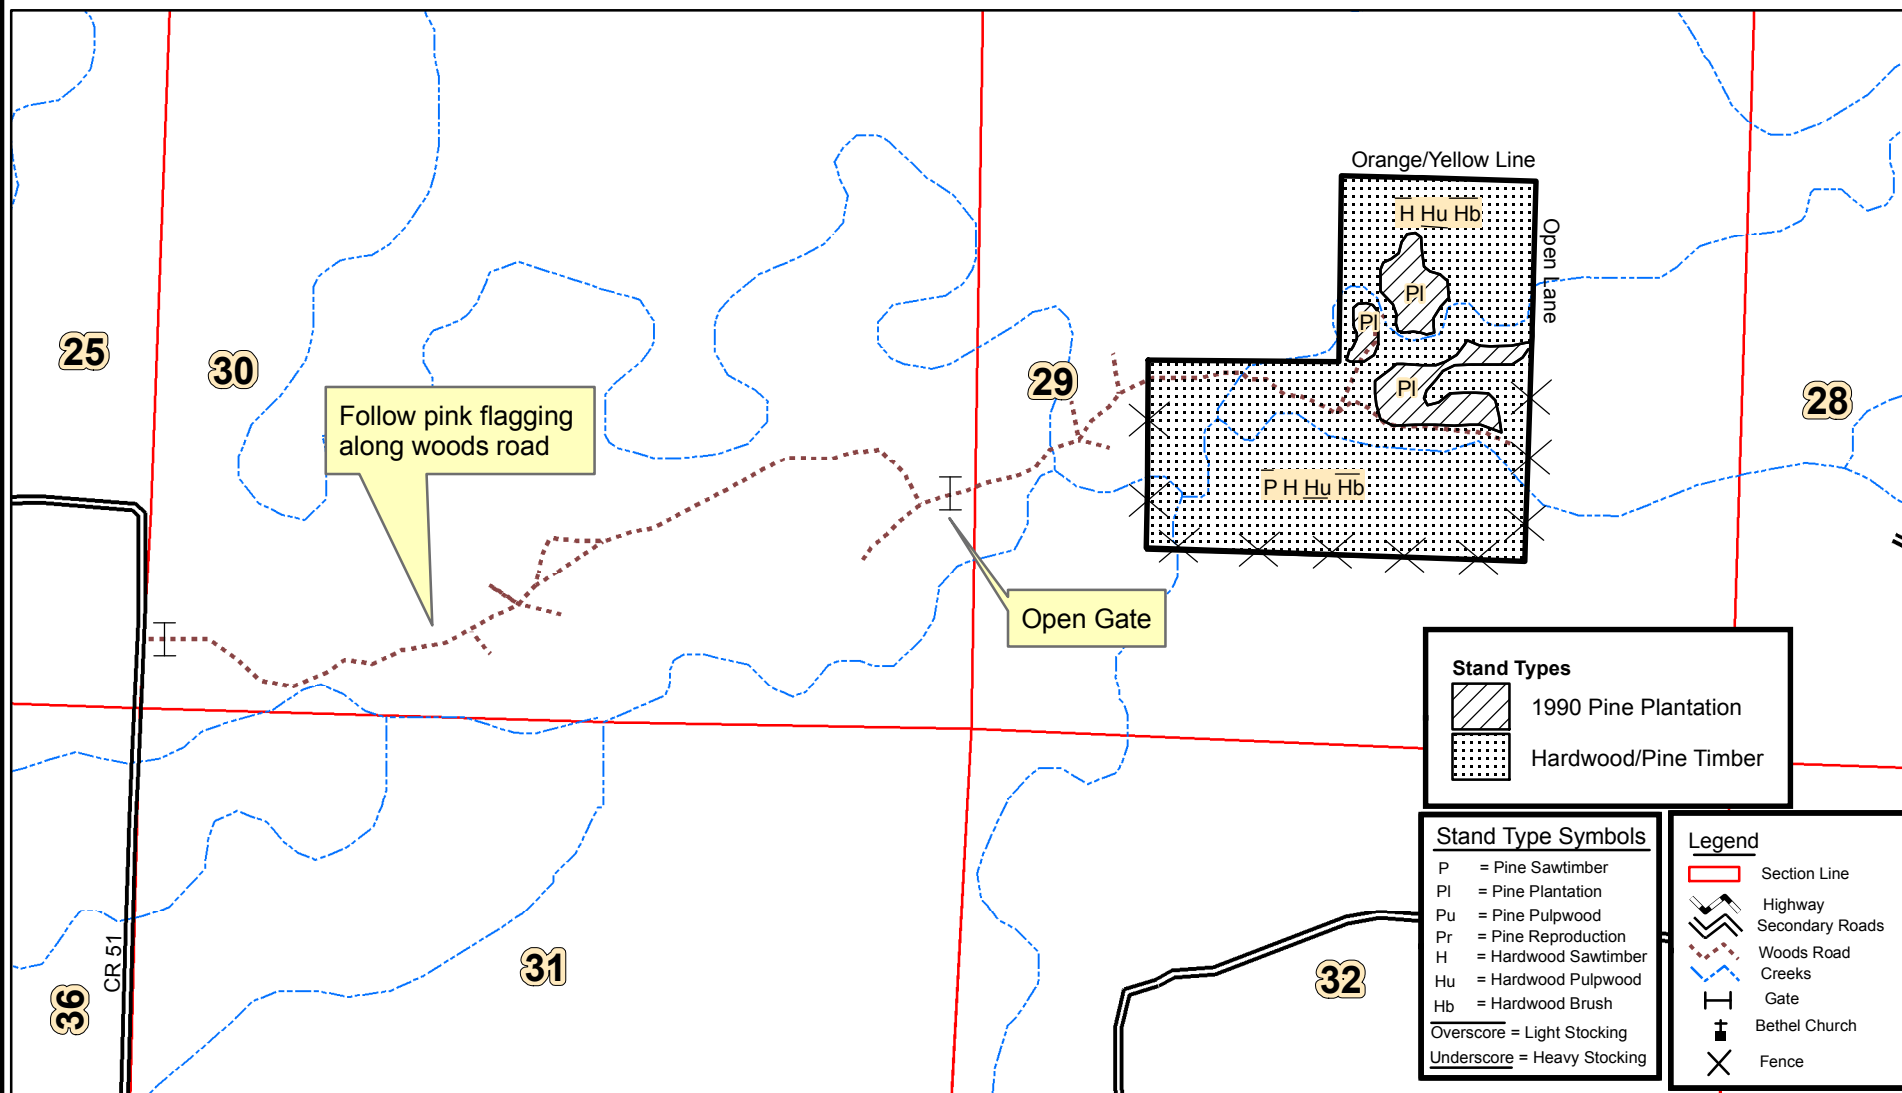 Orange/Yellow Line
H Hu Hb
Open Lane
Pl
Pl
Pl
25
30
29
28
Follow pink flagging
along woods road
P H Hu Hb
Open Gate
Stand Types
1990 Pine Plantation
Hardwood/Pine Timber
Stand Type Symbols
P = Pine Sawtimber
Pl = Pine Plantation
Pu = Pine Pulpwood
Pr = Pine Reproduction
H = Hardwood Sawtimber
Hu = Hardwood Pulpwood
Hb = Hardwood Brush
Overscore = Light Stocking
Underscore = Heavy Stocking
Legend
Section Line
Highway
Secondary Roads
Woods Road
Creeks
Gate
Bethel Church
Fence
CR 51
36
31
32